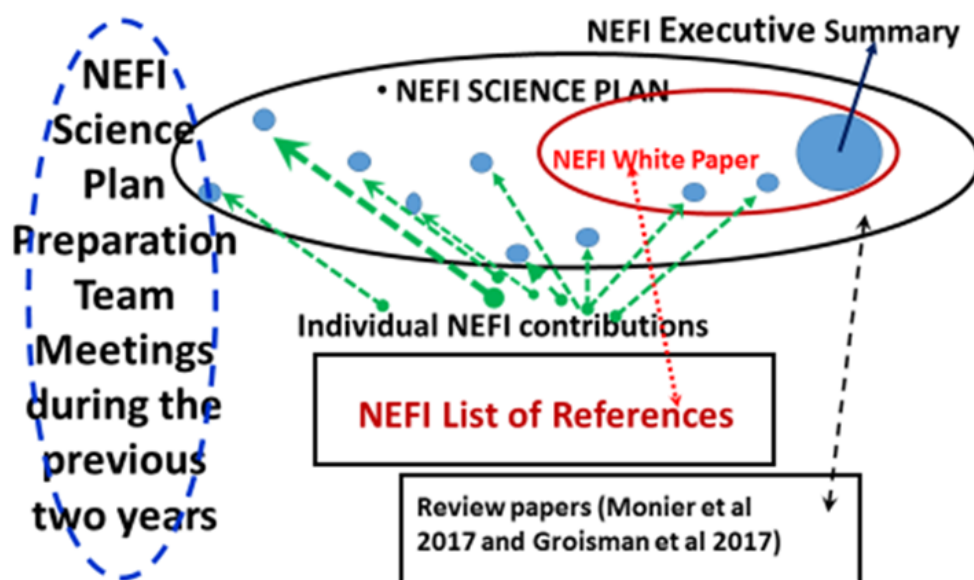 NEFI
Science
Plan
Preparation
Team
Meetings
during the
previous
two years
NEFI Executive Summary
• NEFI SCIENCE PLAN
NEFI White Paper
Individual NEFI contributions
NEFI List of References
Review papers (Monier et al
2017 and Groisman et al 2017)